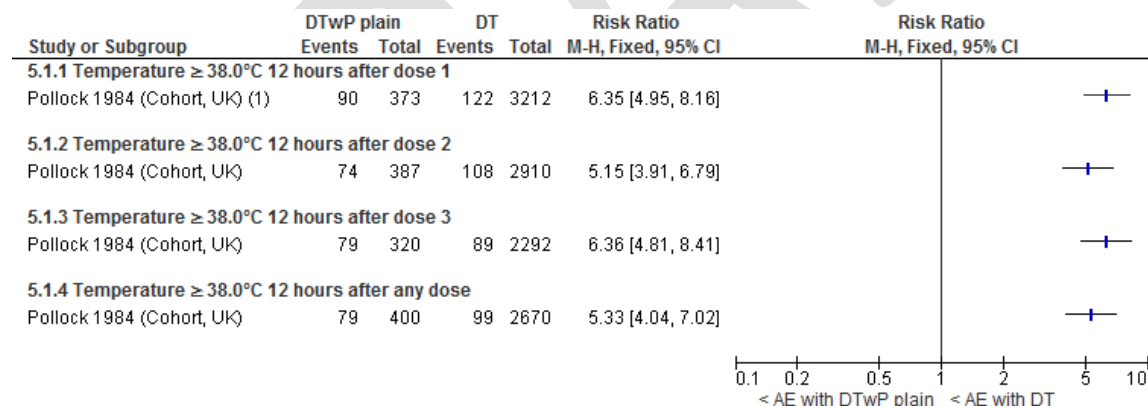 DTwP plain DT Risk Ratio Risk Ratio
Study or Subgroup Events Total Events Total M-H, Fixed, 95% CI M-H, Fixed, 95% CI
5.1.1 Temperature ≥ 38.0°C 12 hours after dose 1
Pollock 1984 (Cohort, UK) (1) 90 373 122 3212 6.35 [4.95, 8.16]
5.1.2 Temperature ≥ 38.0°C 12 hours after dose 2
Pollock 1984 (Cohort, UK) 74 387 108 2910 5.15 [3.91, 6.79]
5.1.3 Temperature ≥ 38.0°C 12 hours after dose 3
Pollock 1984 (Cohort, UK) 79 320 89 2292 6.36 [4.81, 8.41]
5.1.4 Temperature ≥ 38.0°C 12 hours after any dose
Pollock 1984 (Cohort, UK) 79 400 99 2670 5.33 [4.04, 7.02]
0.1 0.2 0.5 1 2 5 10
< AE with DTwP plain < AE with DT